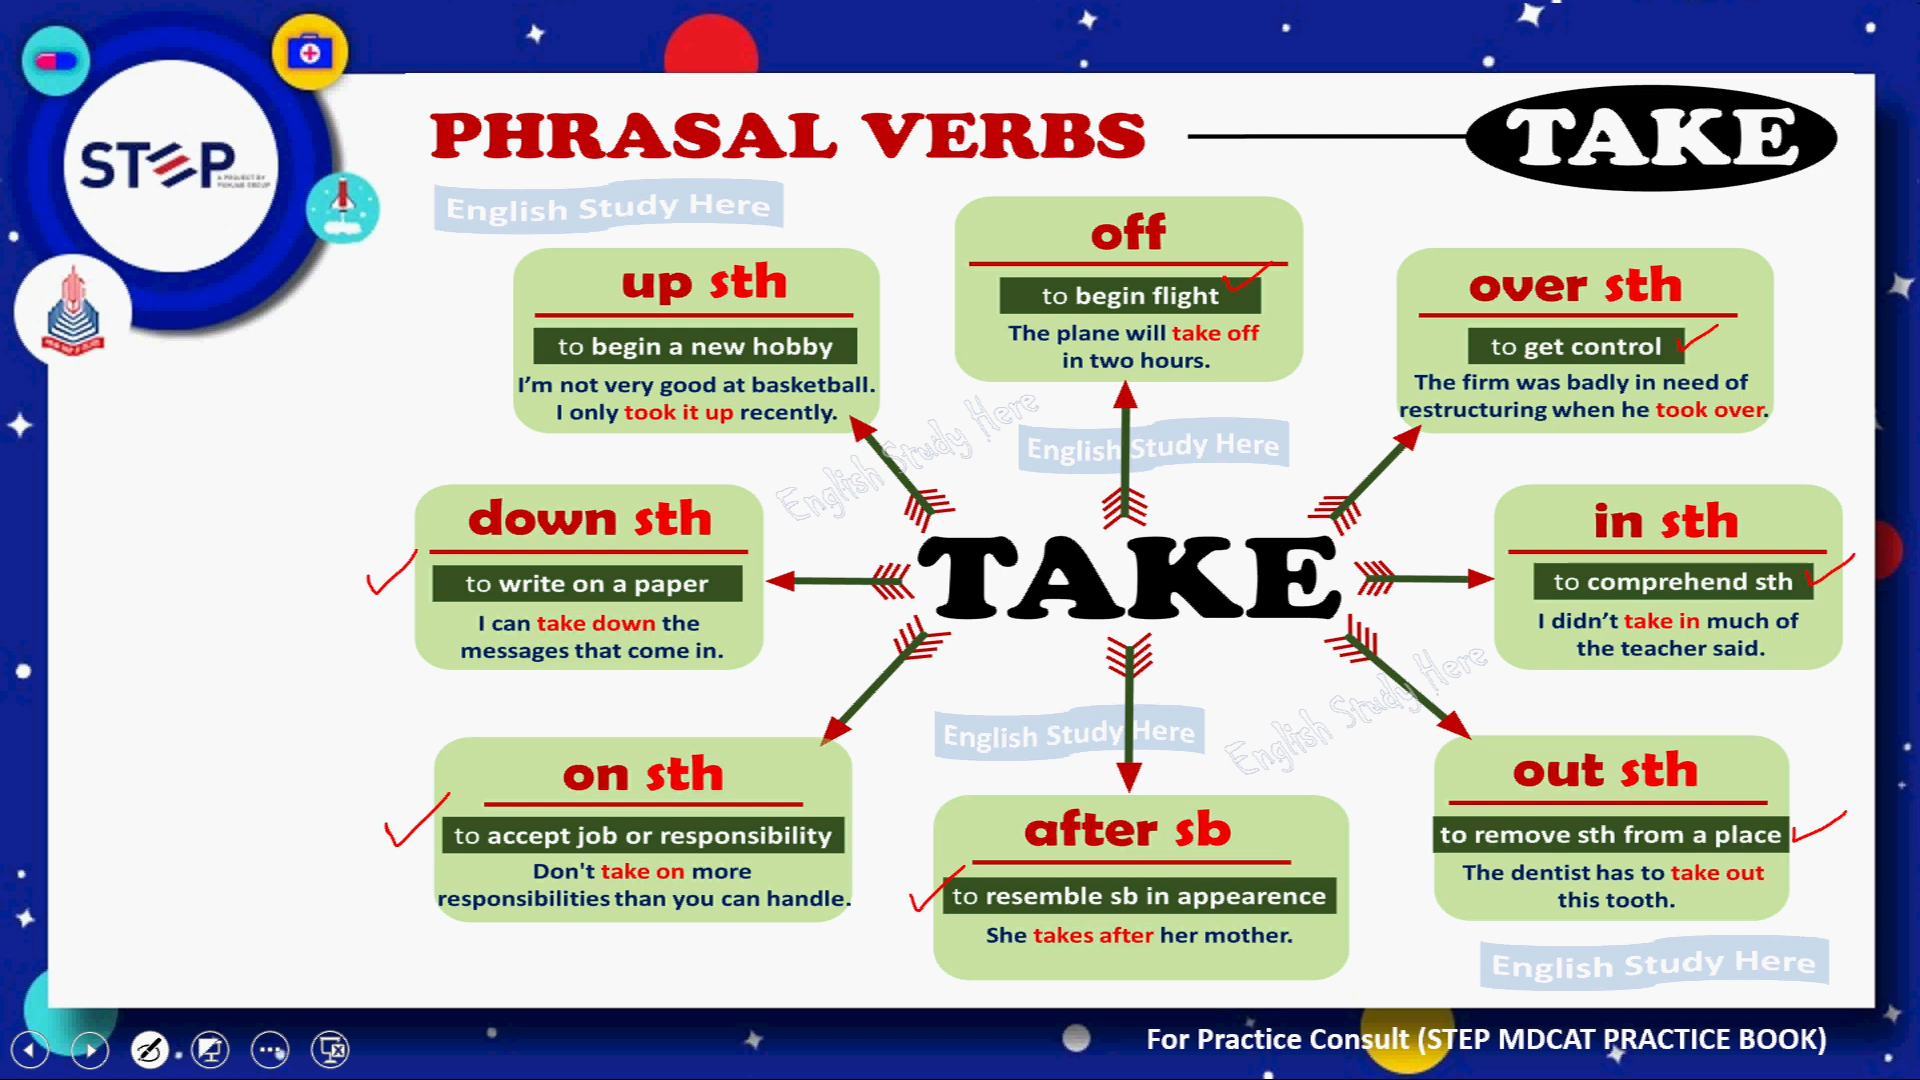 STEP
A PROJECT BY
PUNJAB GROUP
PHRASAL VERBS
TAKE
English Study Here
off
to begin flight
The plane will take off
in two hours.
up sth
to begin a new hobby
I'm not very good at basketball.
I only took it up recently.
over sth
to get control
The firm was badly in need of
restructuring when he took over.
English Study Here
English Study Here
down sth
to write on a paper
I can take down the
messages that come in.
TAKE
in sth
to comprehend sth
I didn't take in much of
the teacher said.
English Study Here
English Study Here
on sth
to accept job or responsibility
Don't take on more
responsibilities than you can handle.
after sb
to resemble sb in appearence
She takes after her mother.
out sth
to remove sth from a place
The dentist has to take out
this tooth.
English Study Here
For Practice Consult (STEP MDCAT PRACTICE BOOK)